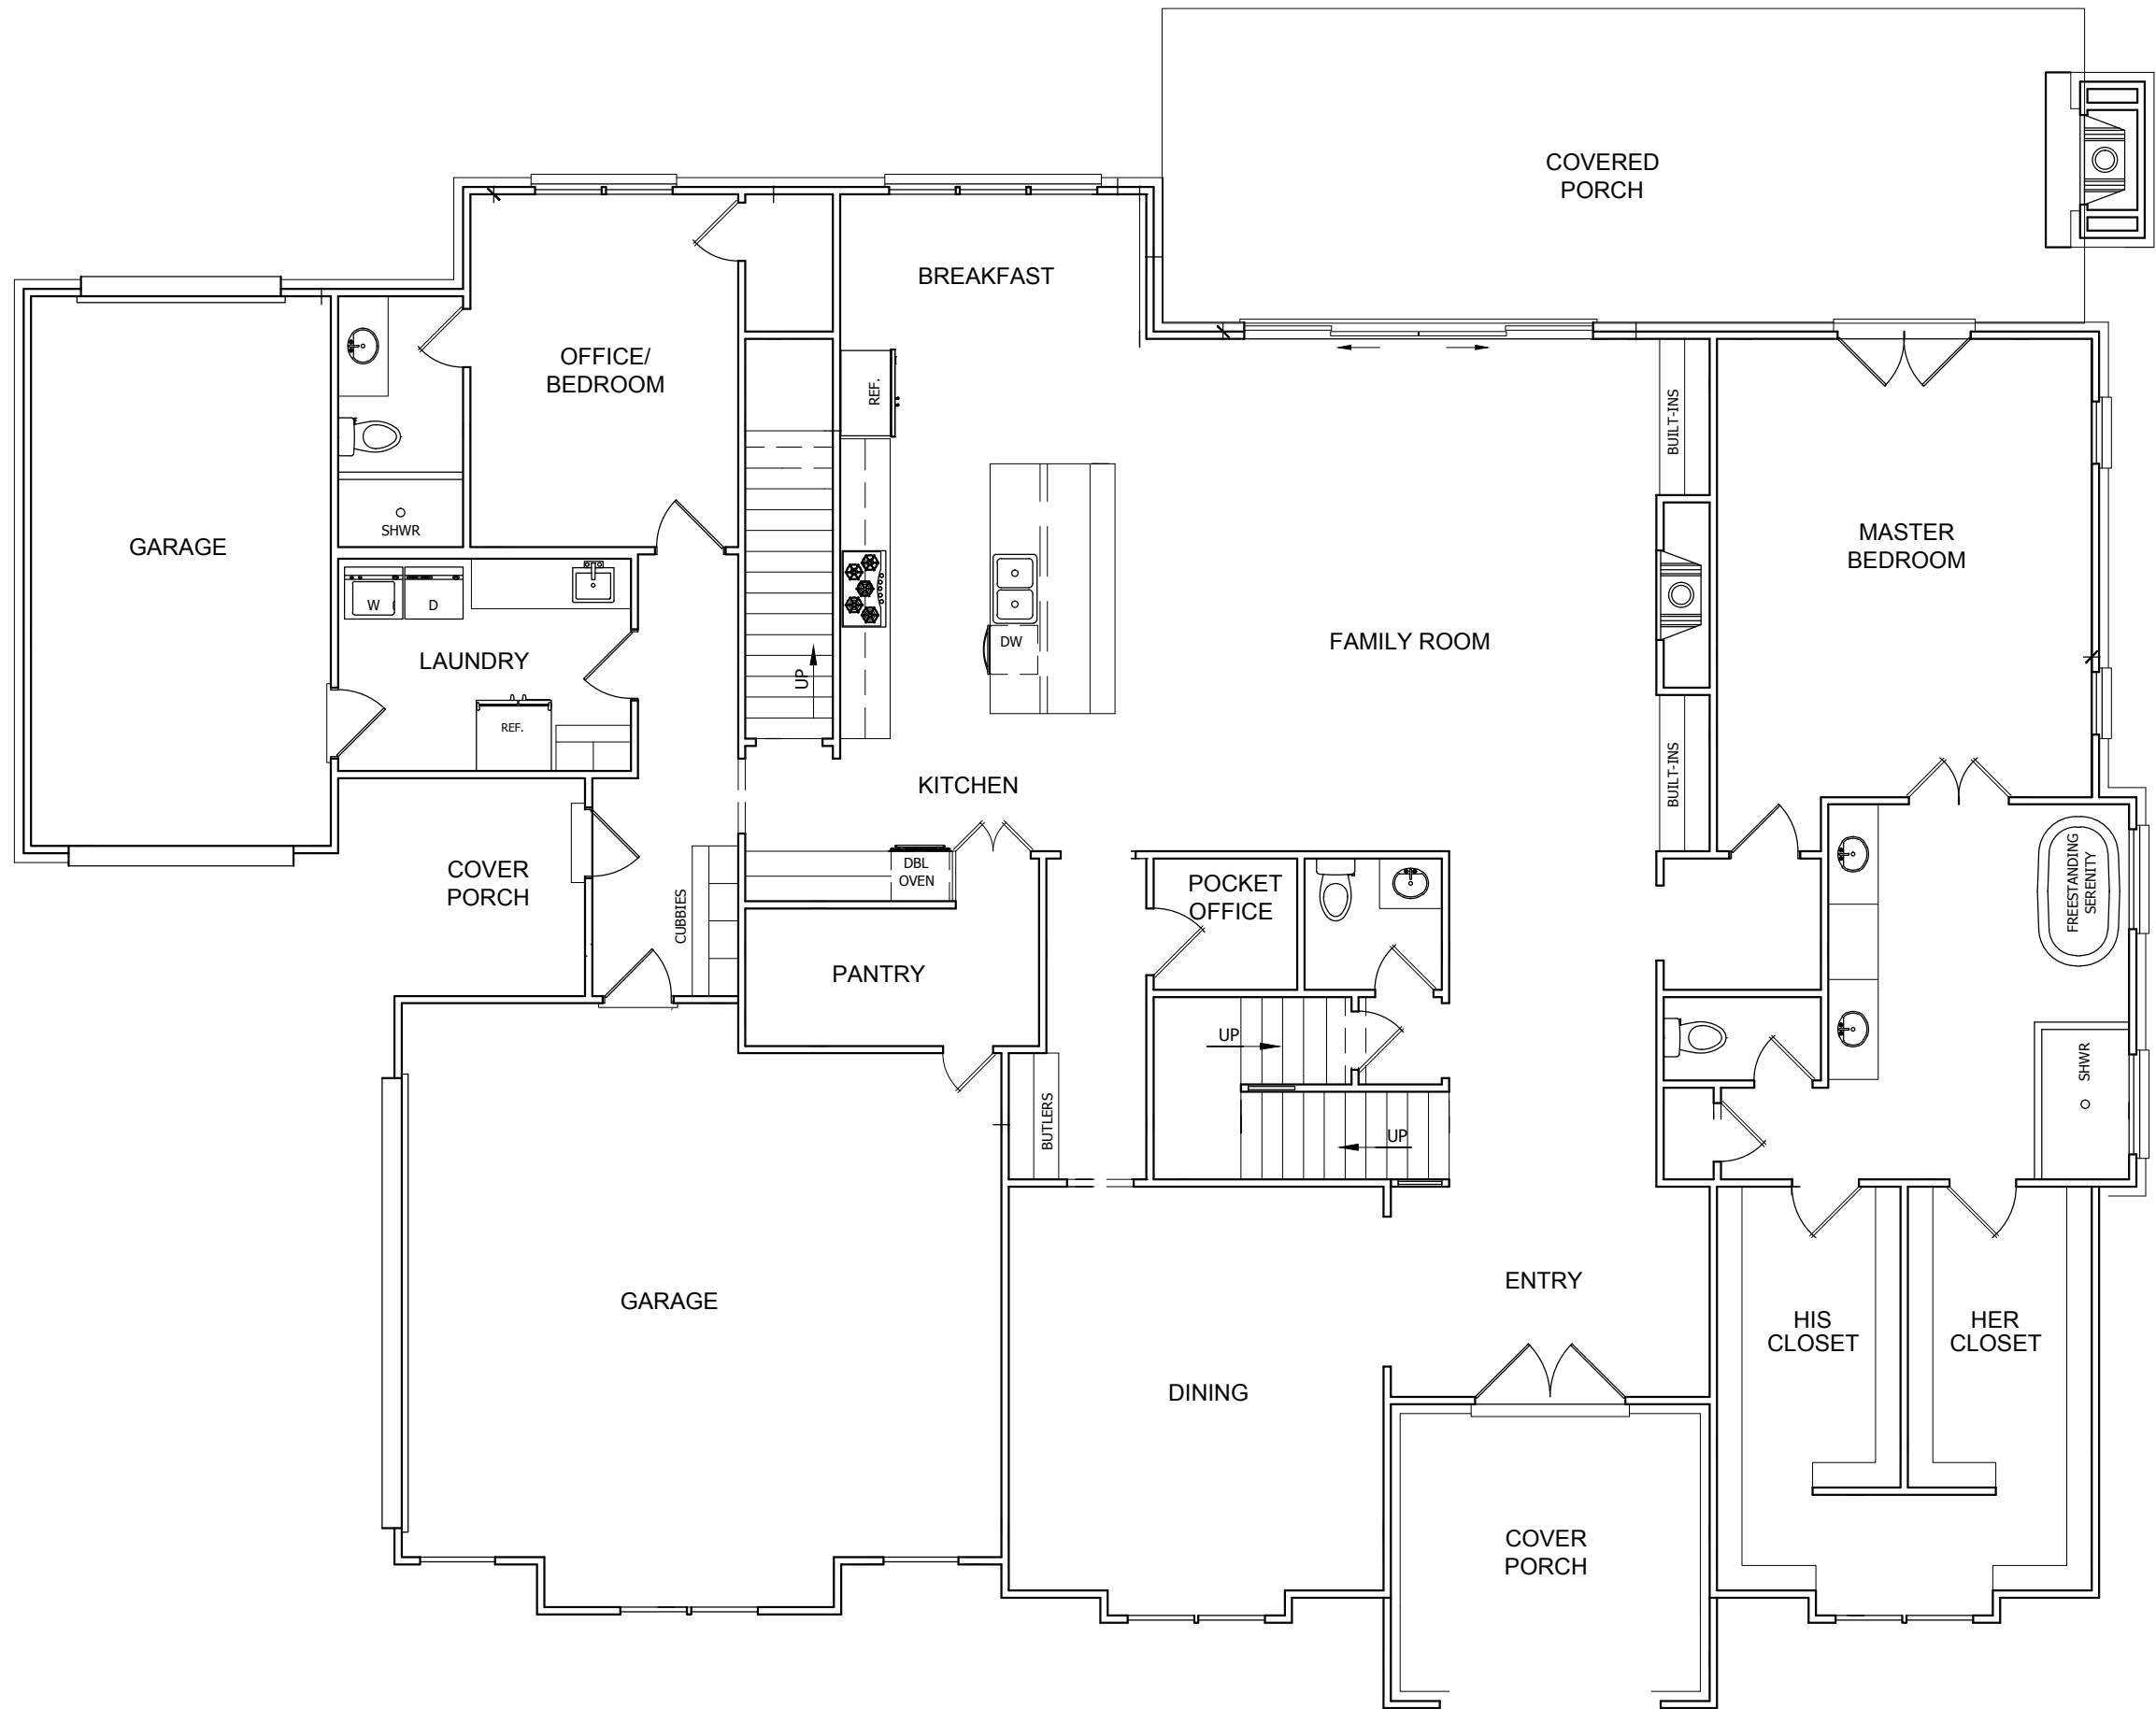 COVERED
PORCH
BREAKFAST
OFFICE/
BEDROOM
REF.
BUILT-INS
SHWR
GARAGE
MASTER
BEDROOM
W
D
DW
FAMILY ROOM
LAUNDRY
UP
REF.
BUILT-INS
KITCHEN
COVER
PORCH
DBL
OVEN
POCKET
OFFICE
FREESTANDING
SERENITY
CUBBIES
PANTRY
UP
SHWR
BUTLERS
UP
ENTRY
GARAGE
HIS
CLOSET
HER
CLOSET
DINING
COVER
PORCH